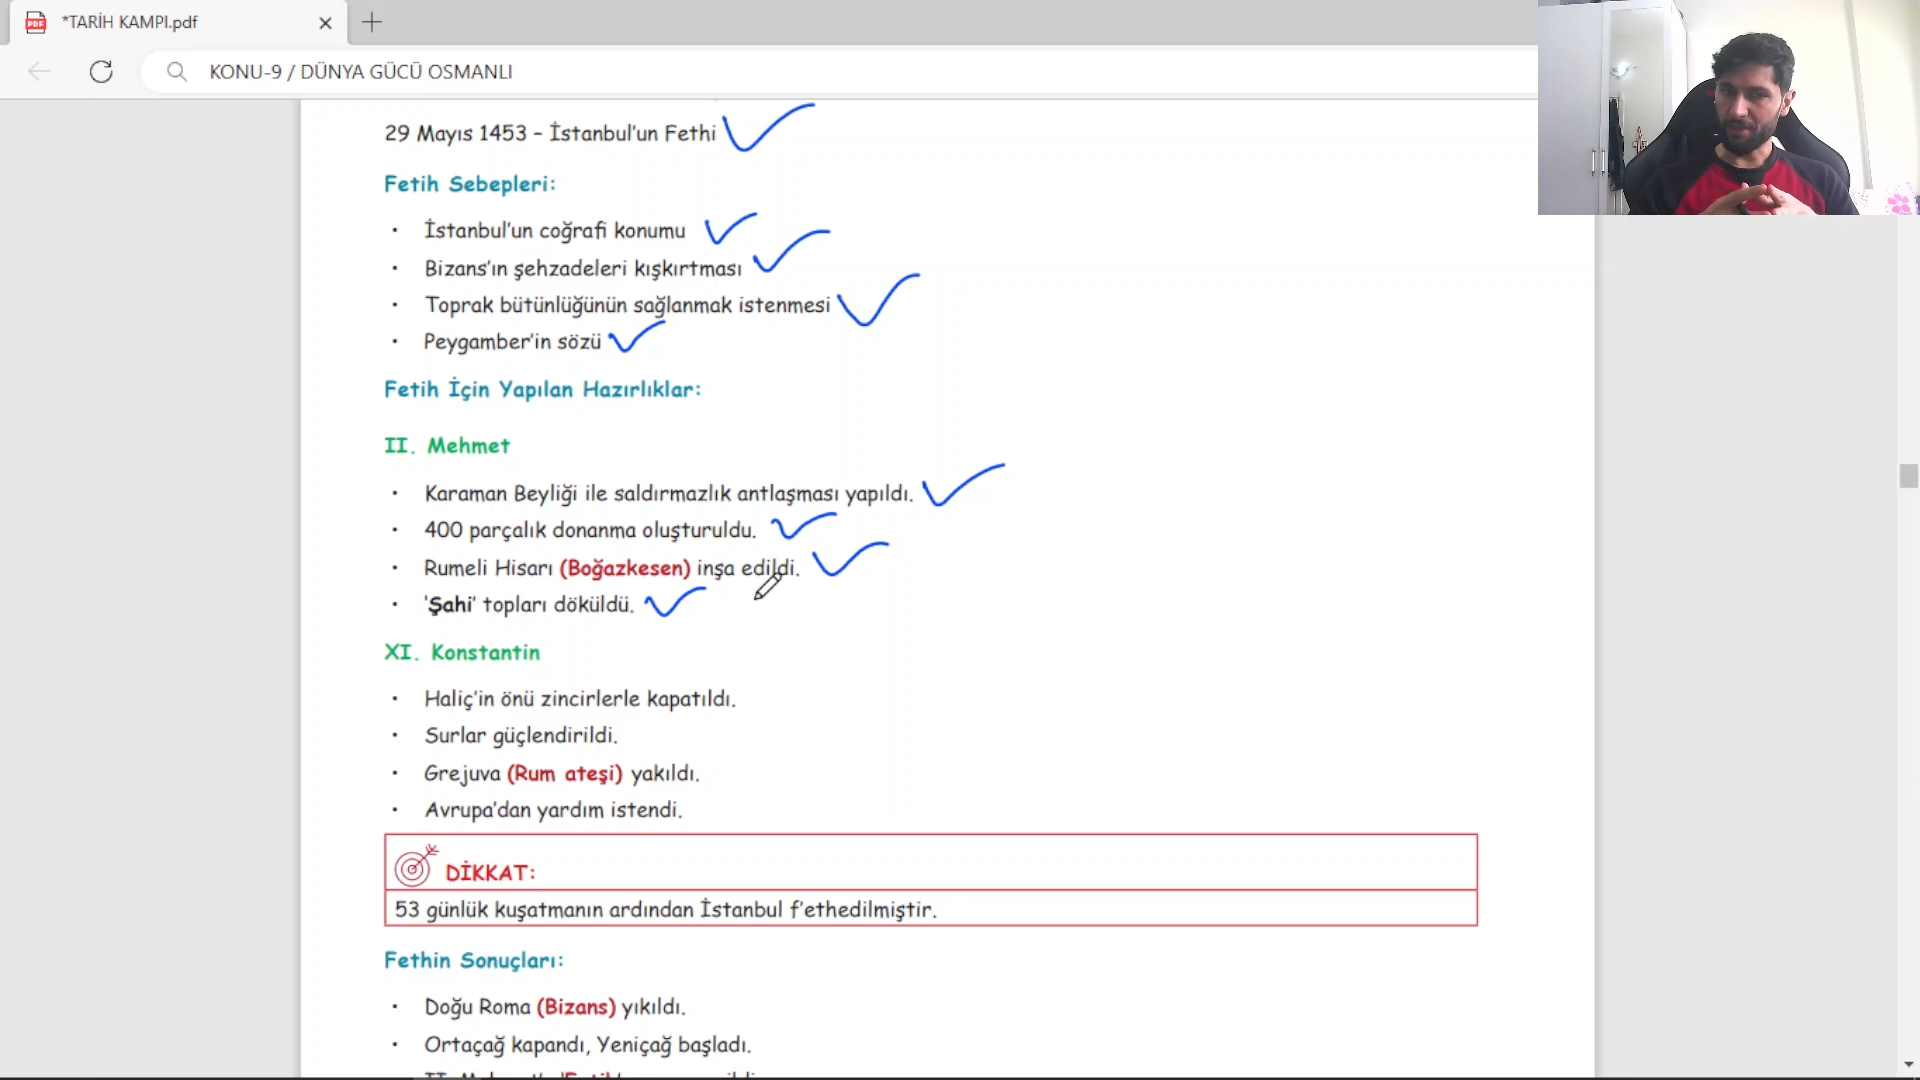 *TARİH KAMPI.pdf
KONU-9 / DÜNYA GÜCÜ OSMANLI
29 Mayıs 1453 – İstanbul'un Fethi
Fetih Sebepleri:
• İstanbul'un coğrafi konumu
• Bizans'ın şehzadeleri kışkırtması
• Toprak bütünlüğünün sağlanmak istenmesi
• Peygamber'in sözü
Fetih İçin Yapılan Hazırlıklar:
II. Mehmet
• Karaman Beyliği ile saldırmazlık antlaşması yapıldı.
• 400 parçalık donanma oluşturuldu.
• Rumeli Hisarı (Boğazkesen) inşa edildi.
• 'Şahi' topları döküldü.
XI. Konstantin
• Haliç'in önü zincirlerle kapatıldı.
• Surlar güçlendirildi.
• Grejuva (Rum ateşi) yakıldı.
• Avrupa'dan yardım istendi.
DİKKAT:
53 günlük kuşatmanın ardından İstanbul f'ethedilmiştir.
Fethin Sonuçları:
• Doğu Roma (Bizans) yıkıldı.
• Ortaçağ kapandı, Yeniçağ başladı.